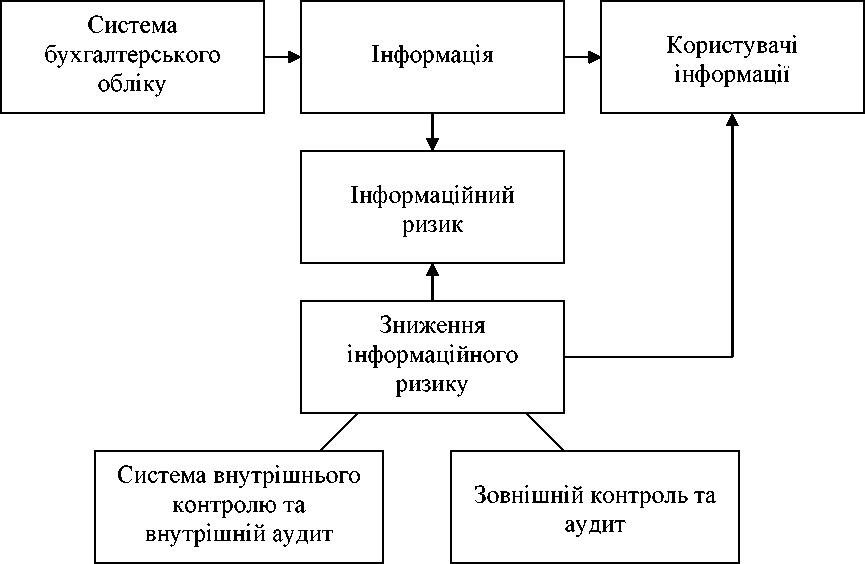 Система
бухгалтерського
обліку
Інформація
Користувачі
інформації
Інформаційний
ризик
Зниження
інформаційного
ризику
Система внутрішнього
контролю та
внутрішній аудит
Зовнішній контроль та
аудит